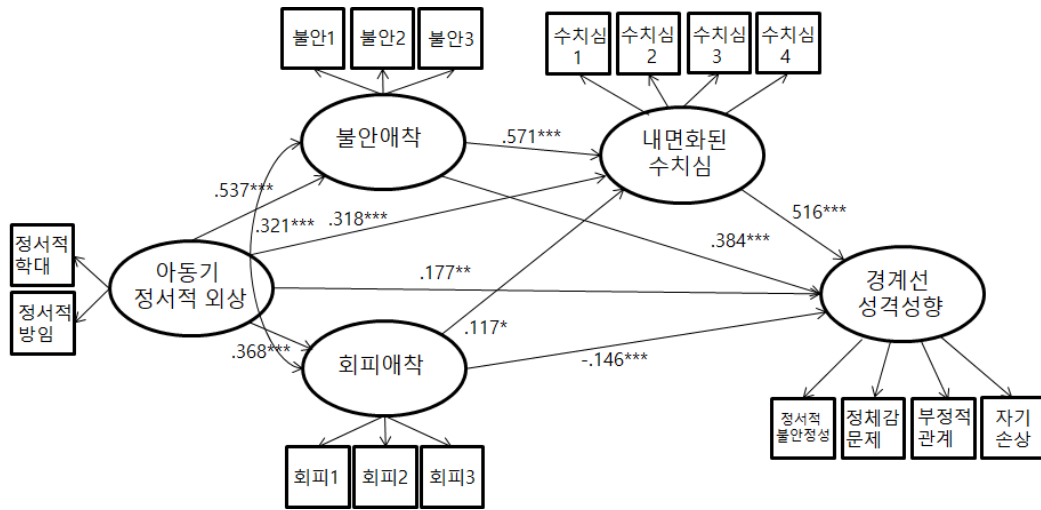 불안1
불안2
불안3
수치심
1
수치심
2
수치심
3
수치심
4
불안애착
내면화된
수치심
.571***
.537***
.321***
.318***
516***
.384***
정서적
학대
정서적
방임
아동기
정서적 외상
.177**
경계선
성격성향
.117*
-.146***
.368***
회피애착
정서적
불안정성
정체감
문제
부정적
관계
자기
손상
회피1
회피2
회피3